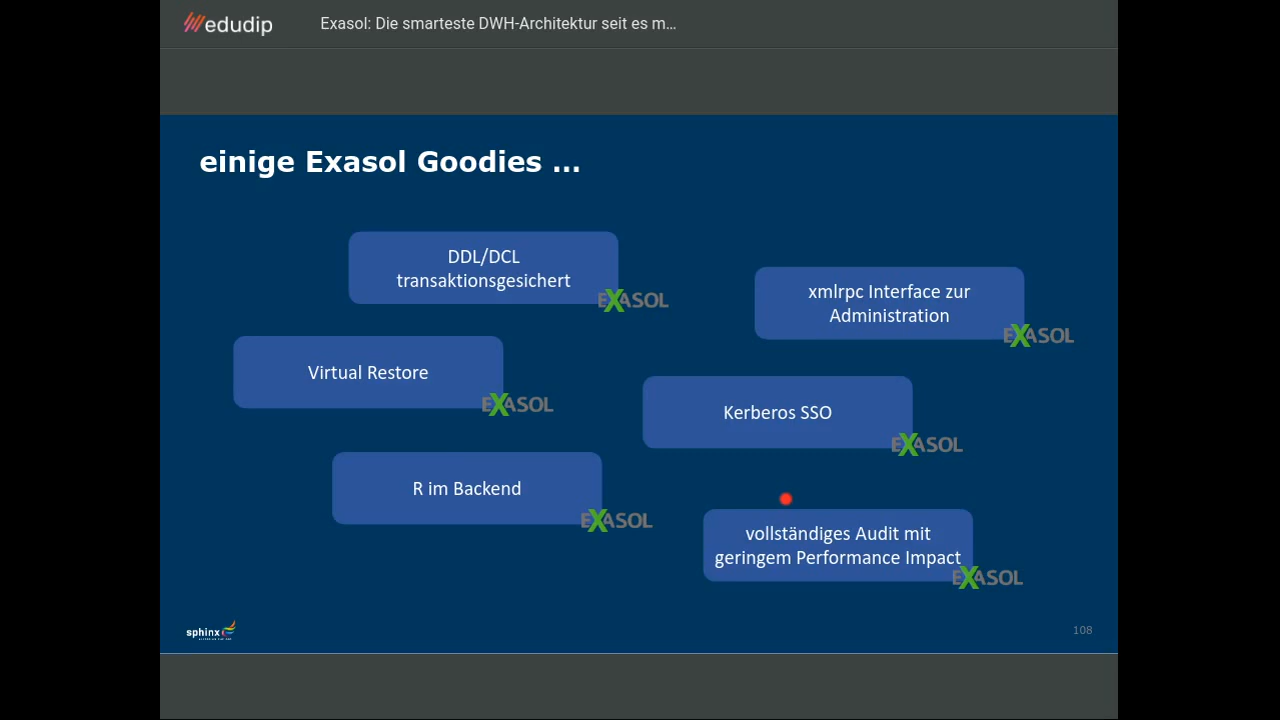 edudip
Exasol: Die smarteste DWH-Architektur seit es m…
einige Exasol Goodies ...
DDL/DCL
transaktionsgesichert
EXASOL
xmlrpc Interface zur
Administration
EXASOL
Virtual Restore
EXASOL
Kerberos SSO
EXASOL
R im Backend
EXASOL
vollständiges Audit mit
geringem Performance Impact
EXASOL
sphinx
108